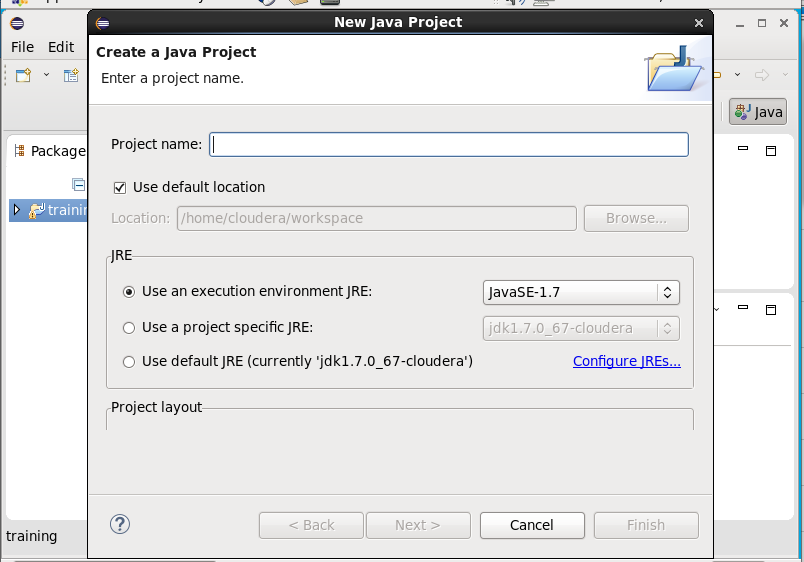 New Java Project
File Edit
Create a Java Project
Enter a project name.
Java
Package
Project name:
Use default location
training
Location: /home/cloudera/workspace Browse...
JRE
Use an execution environment JRE: JavaSE-1.7
Use a project specific JRE: jdk1.7.0_67-cloudera
Use default JRE (currently 'jdk1.7.0_67-cloudera') Configure JREs...
Project layout
< Back Next > Cancel Finish
training